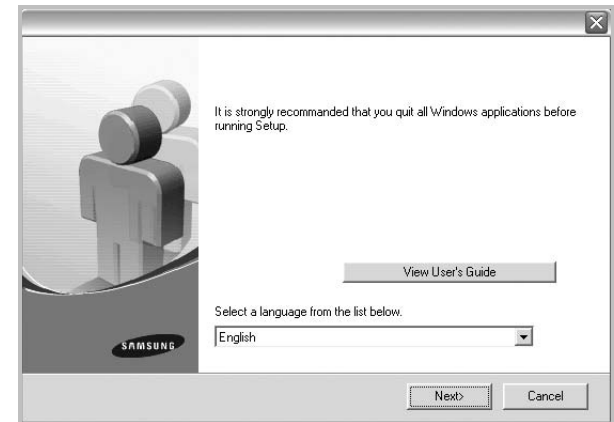 It is strongly recommanded that you quit all Windows applications before
running Setup.
View User's Guide
Select a language from the list below.
English
SAMSUNG
Next>
Cancel